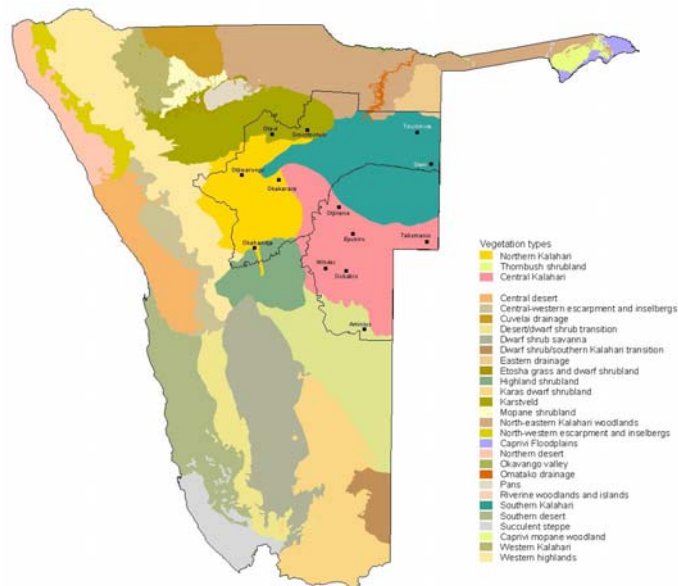 Otavi
Grootfontein
Tsumkwe
Otjiwarongo
Okakarara
Gam
Otjinene
Epukiro
Talismanis
Okahandja
Witvlei
Gobabis
Aminius
Vegetation types
Northern Kalahari
Thornbush shrubland
Central Kalahari
Central desert
Central-western escarpment and inselbergs
Cuvelai drainage
Desert/dwarf shrub transition
Dwarf shrub savanna
Dwarf shrub/southern Kalahari transition
Eastern drainage
Etosha grass and dwarf shrubland
Highland shrubland
Karas dwarf shrubland
Karstveld
Mopane shrubland
North-eastern Kalahari woodlands
North-western escarpment and inselbergs
Caprivi Floodplains
Northern desert
Okavango valley
Omatako drainage
Pans
Riverine woodlands and islands
Southern Kalahari
Southern desert
Succulent steppe
Caprivi mopane woodland
Western Kalahari
Western highlands